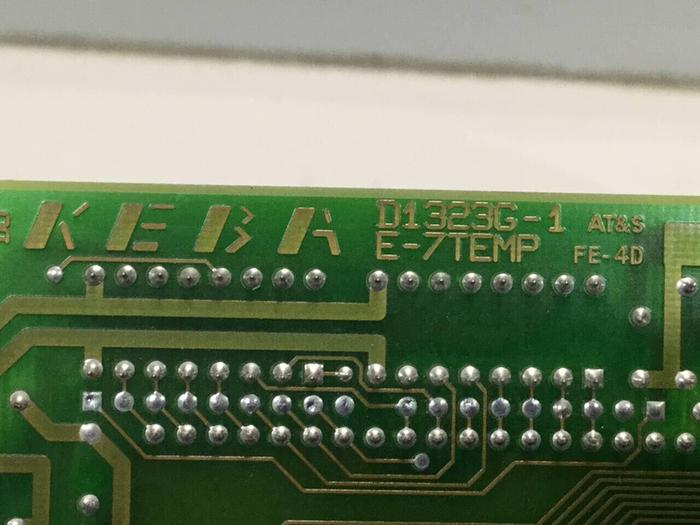 KEBA
D1323G-1 AT&S
E-7TEMP FE-4D